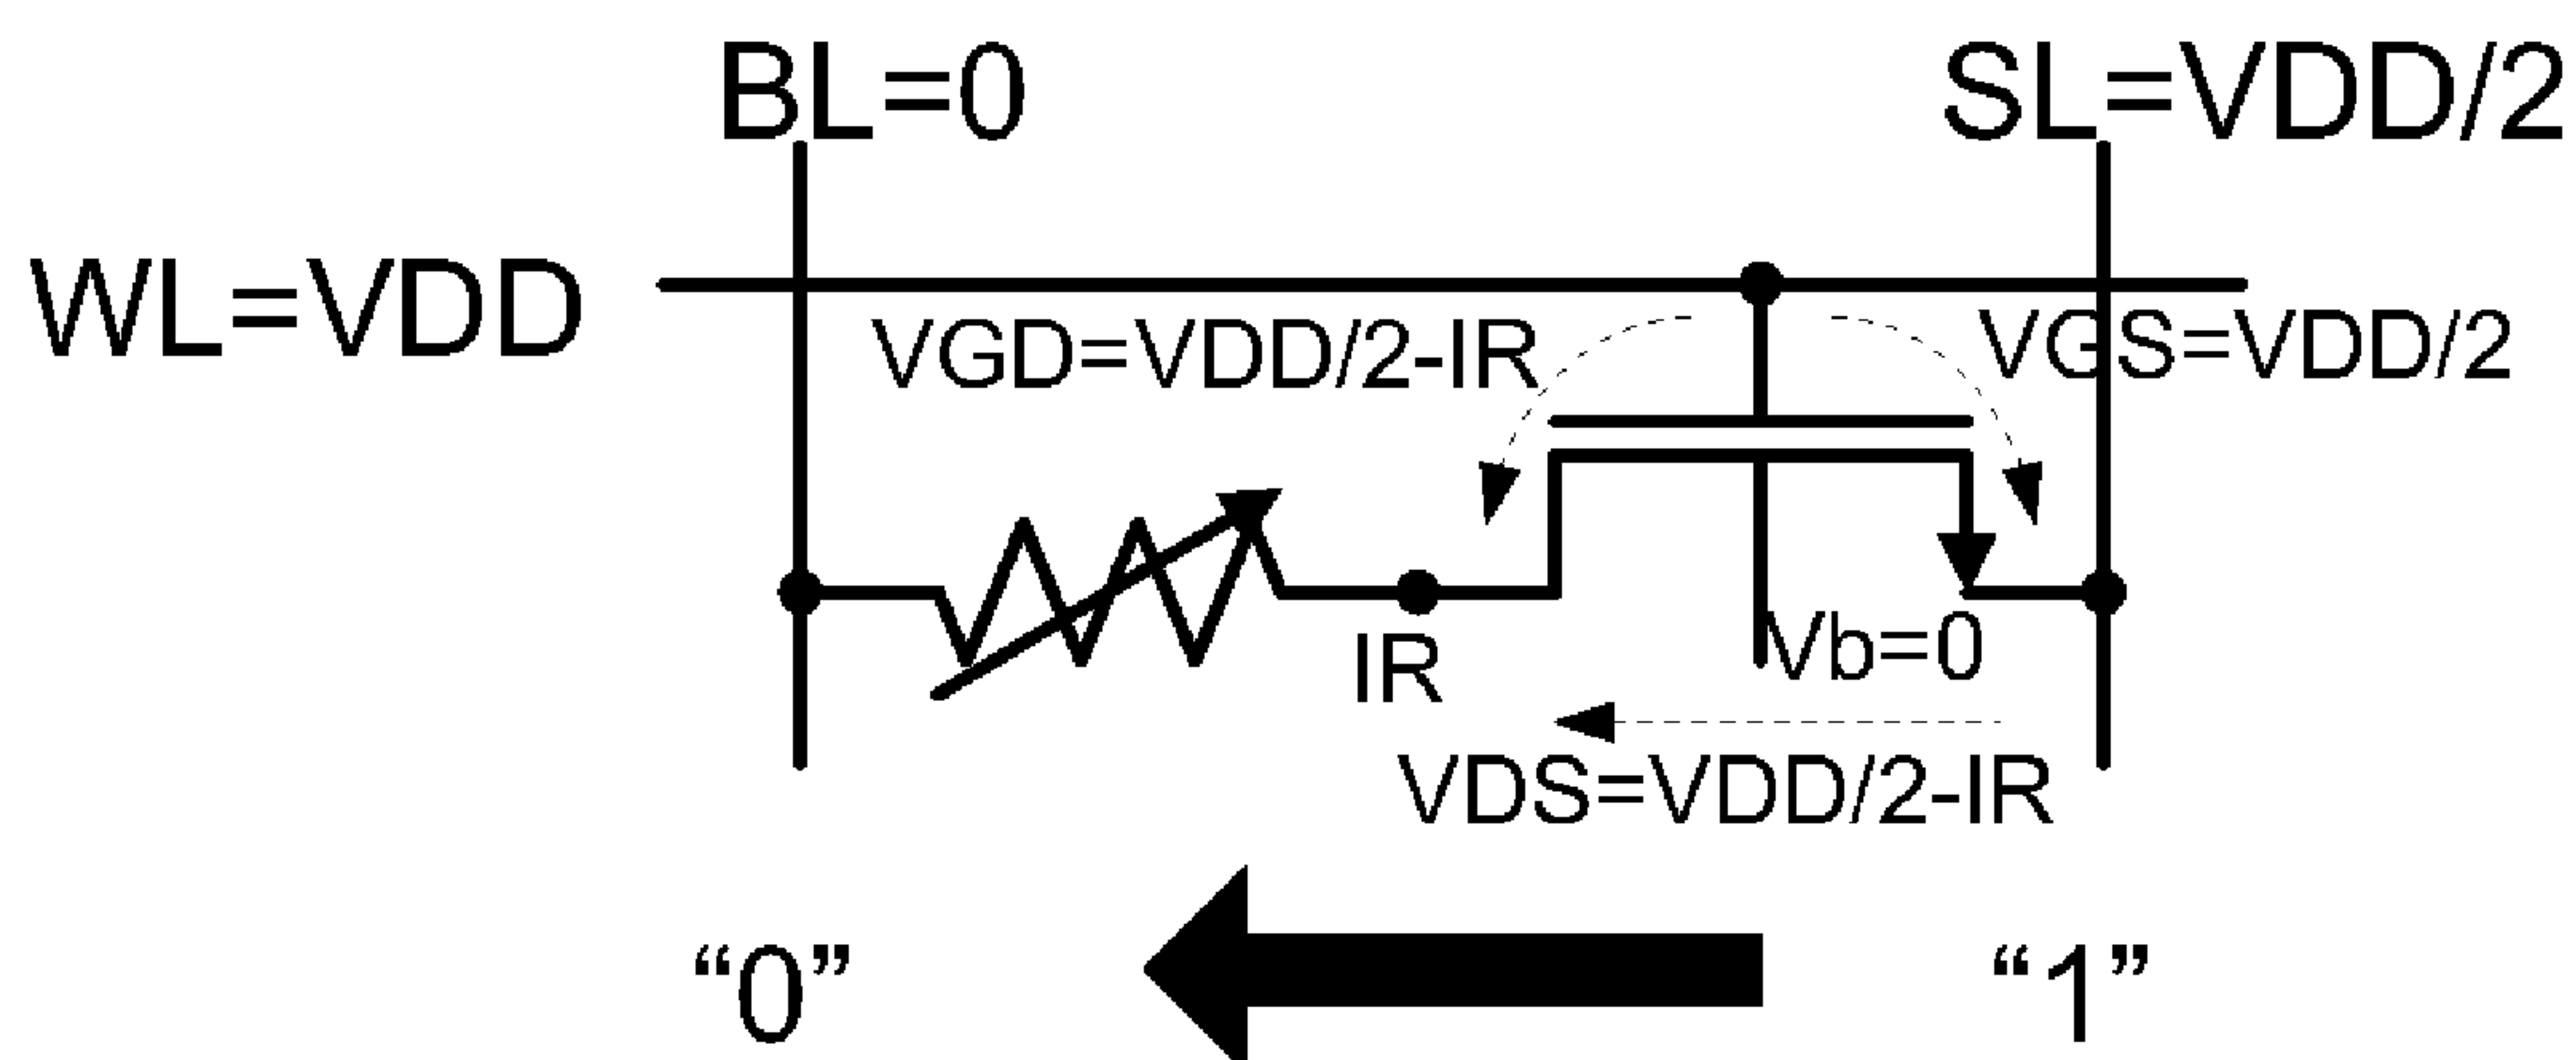 BL=0
SL=VDD/2
WL=VDD
VGD=VDD/2-IR
VGS=VDD/2
IR
Vb=0
VDS=VDD/2-IR
“0”
“1”